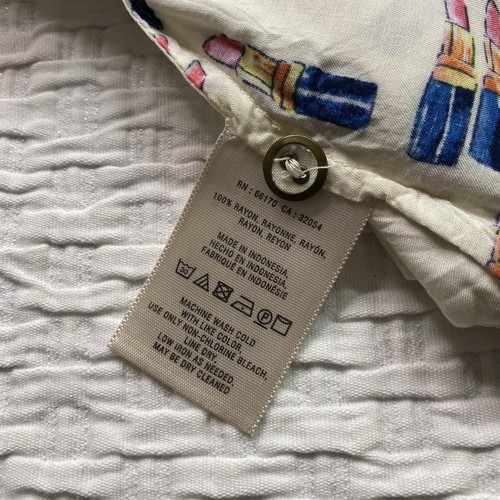 RN : 66170 CA : 32054
100% RAYON, RAYONNE, RAYÓN,
RAYON, REYON
MADE IN INDONESIA,
HECHO EN INDONESIA,
FABRIQUÉ EN INDONÉSIE
30 P
MACHINE WASH COLD
WITH LIKE COLOR,
USE ONLY NON-CHLORINE BLEACH,
LINE DRY,
LOW IRON AS NEEDED,
MAY BE DRY CLEANED